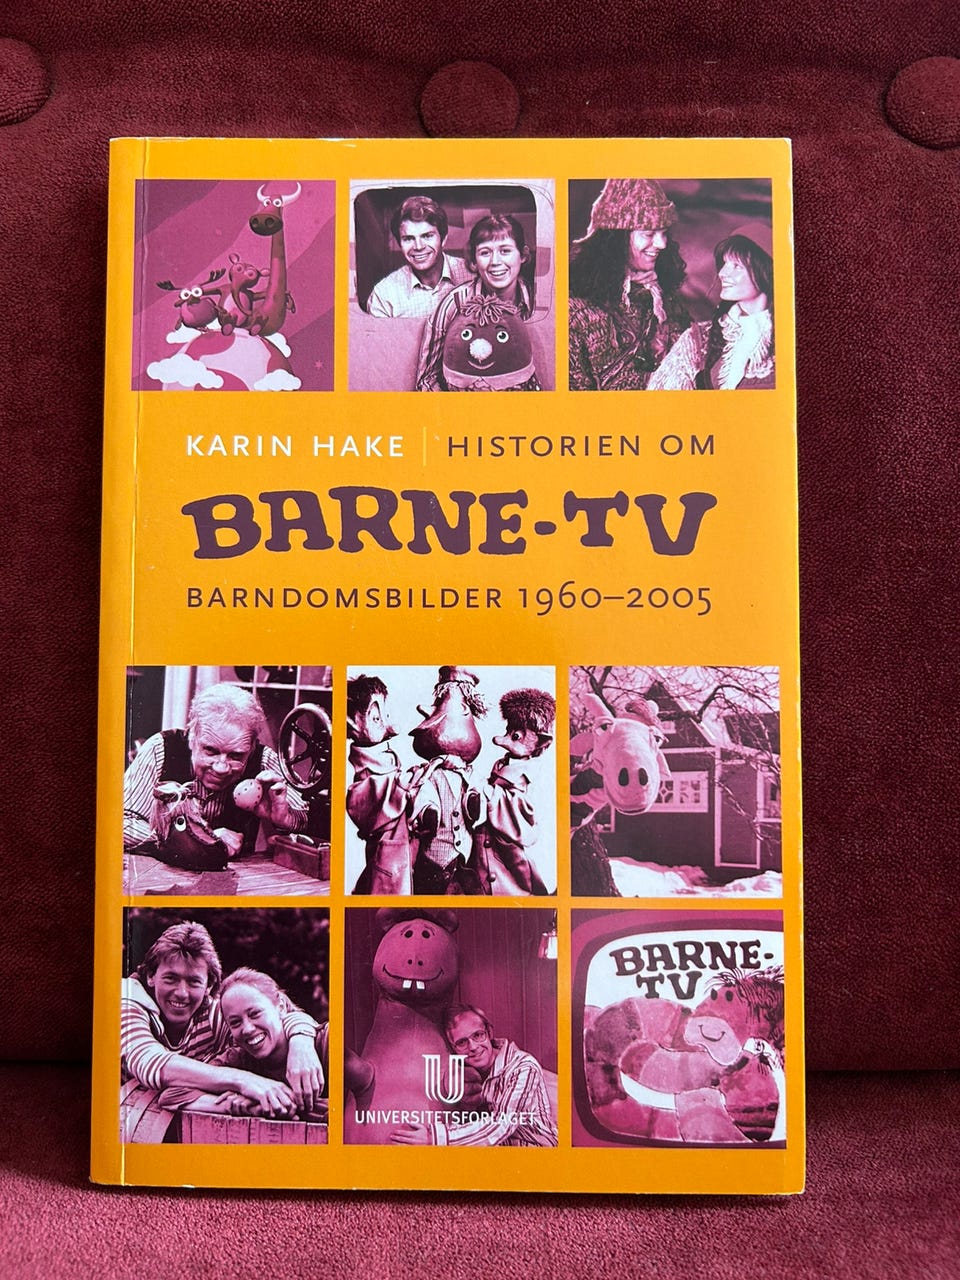 KARIN HAKE | HISTORIEN OM
BARNE-TV
BARNDOMSBILDER 1960–2005
BARNE-
TV
U
UNIVERSITETSFORLAGET